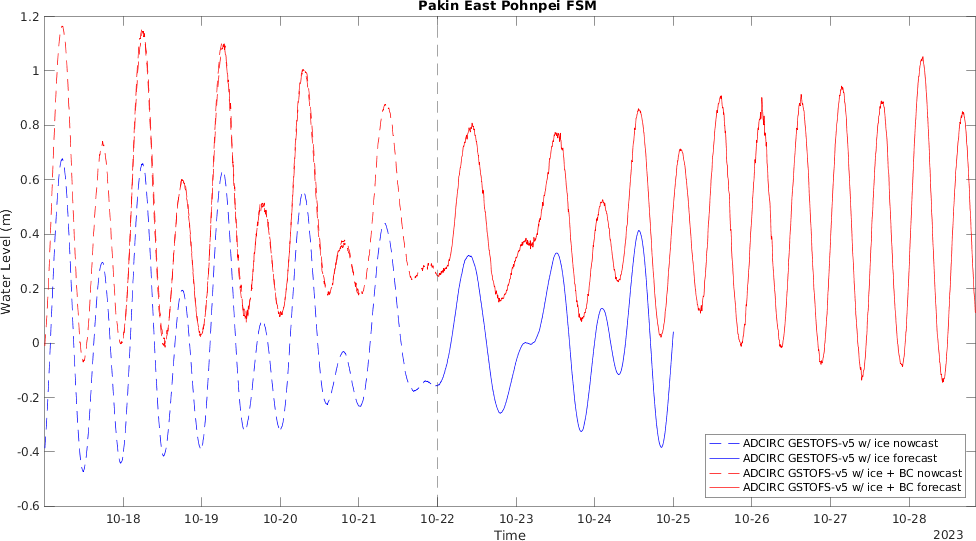 Pakin East Pohnpei FSM
1.2
1
0.8
0.6
0.4
0.2
0
-0.2
-0.4
-0.6
Water Level (m)
ADCIRC GESTOFS-v5 w/ ice nowcast
ADCIRC GESTOFS-v5 w/ ice forecast
ADCIRC GSTOFS-v5 w/ ice + BC nowcast
ADCIRC GSTOFS-v5 w/ ice + BC forecast
10-18 10-19 10-20 10-21 10-22 10-23 10-24 10-25 10-26 10-27 10-28
Time
2023